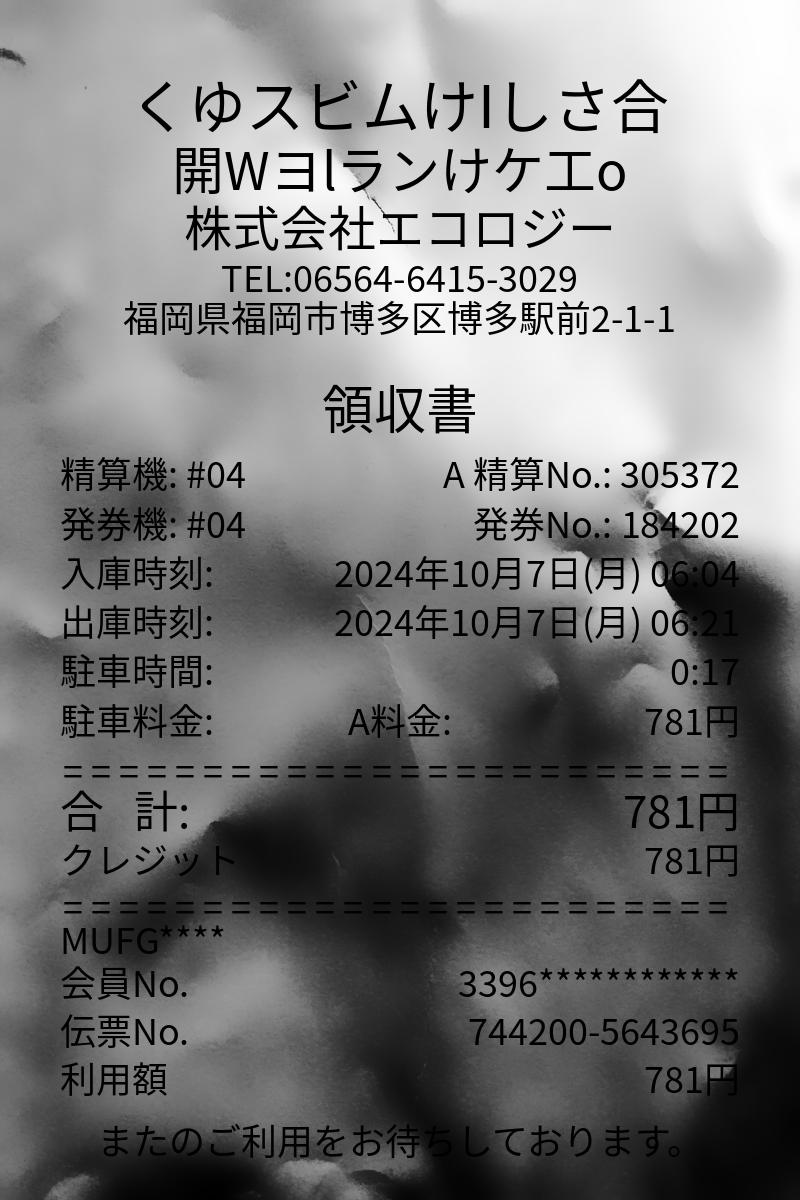 くゆスビムけIしさ合
開WヨlランけケエO
株式会社エコロジー
TEL:06564-6415-3029
福岡県福岡市博多区博多駅前2-1-1
領収書
精算機: #04 A 精算No.: 305372
発券機: #04 発券No.: 184202
入庫時刻: 2024年10月7日(月) 06:04
出庫時刻: 2024年10月7日(月) 06:21
駐車時間: 0:17
駐車料金: A料金: 781円
========================
合 計: 781円
クレジット 781円
========================
MUFG****
会員No. 3396************
伝票No. 744200-5643695
利用額 781円
またのご利用をお待ちしております。